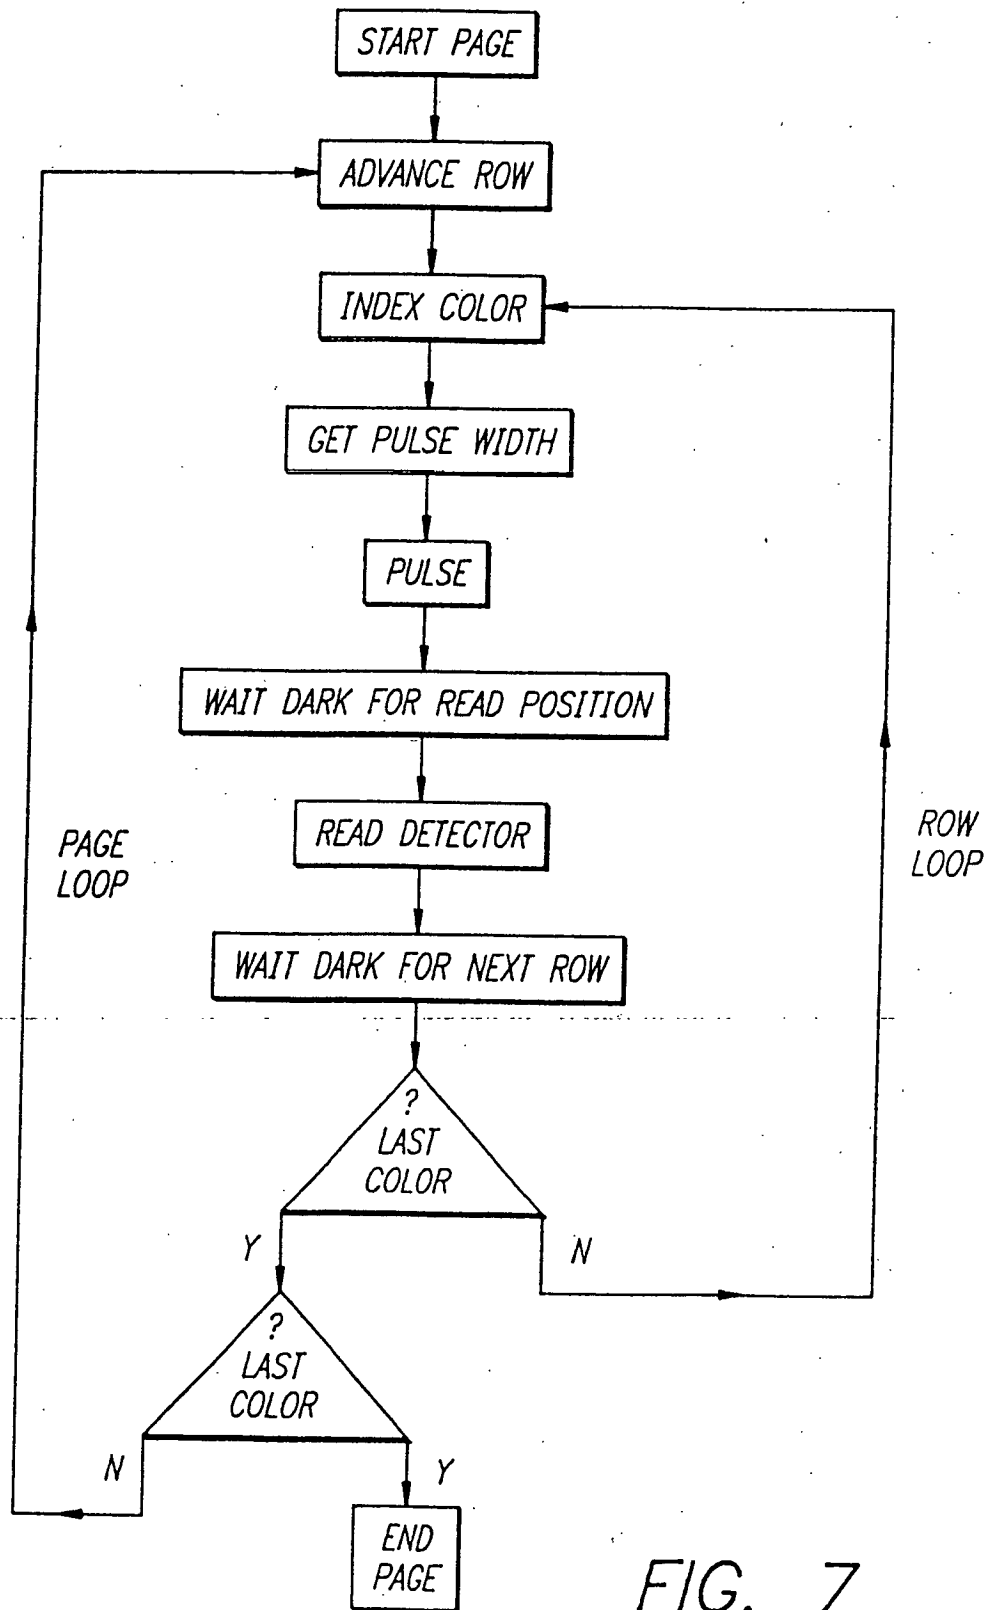 START PAGE
ADVANCE ROW
INDEX COLOR
GET PULSE WIDTH
PULSE
WAIT DARK FOR READ POSITION
READ DETECTOR
PAGE
LOOP
ROW
LOOP
WAIT DARK FOR NEXT ROW
?
LAST
COLOR
Y
N
?
LAST
COLOR
N
Y
END
PAGE
FIG. 7